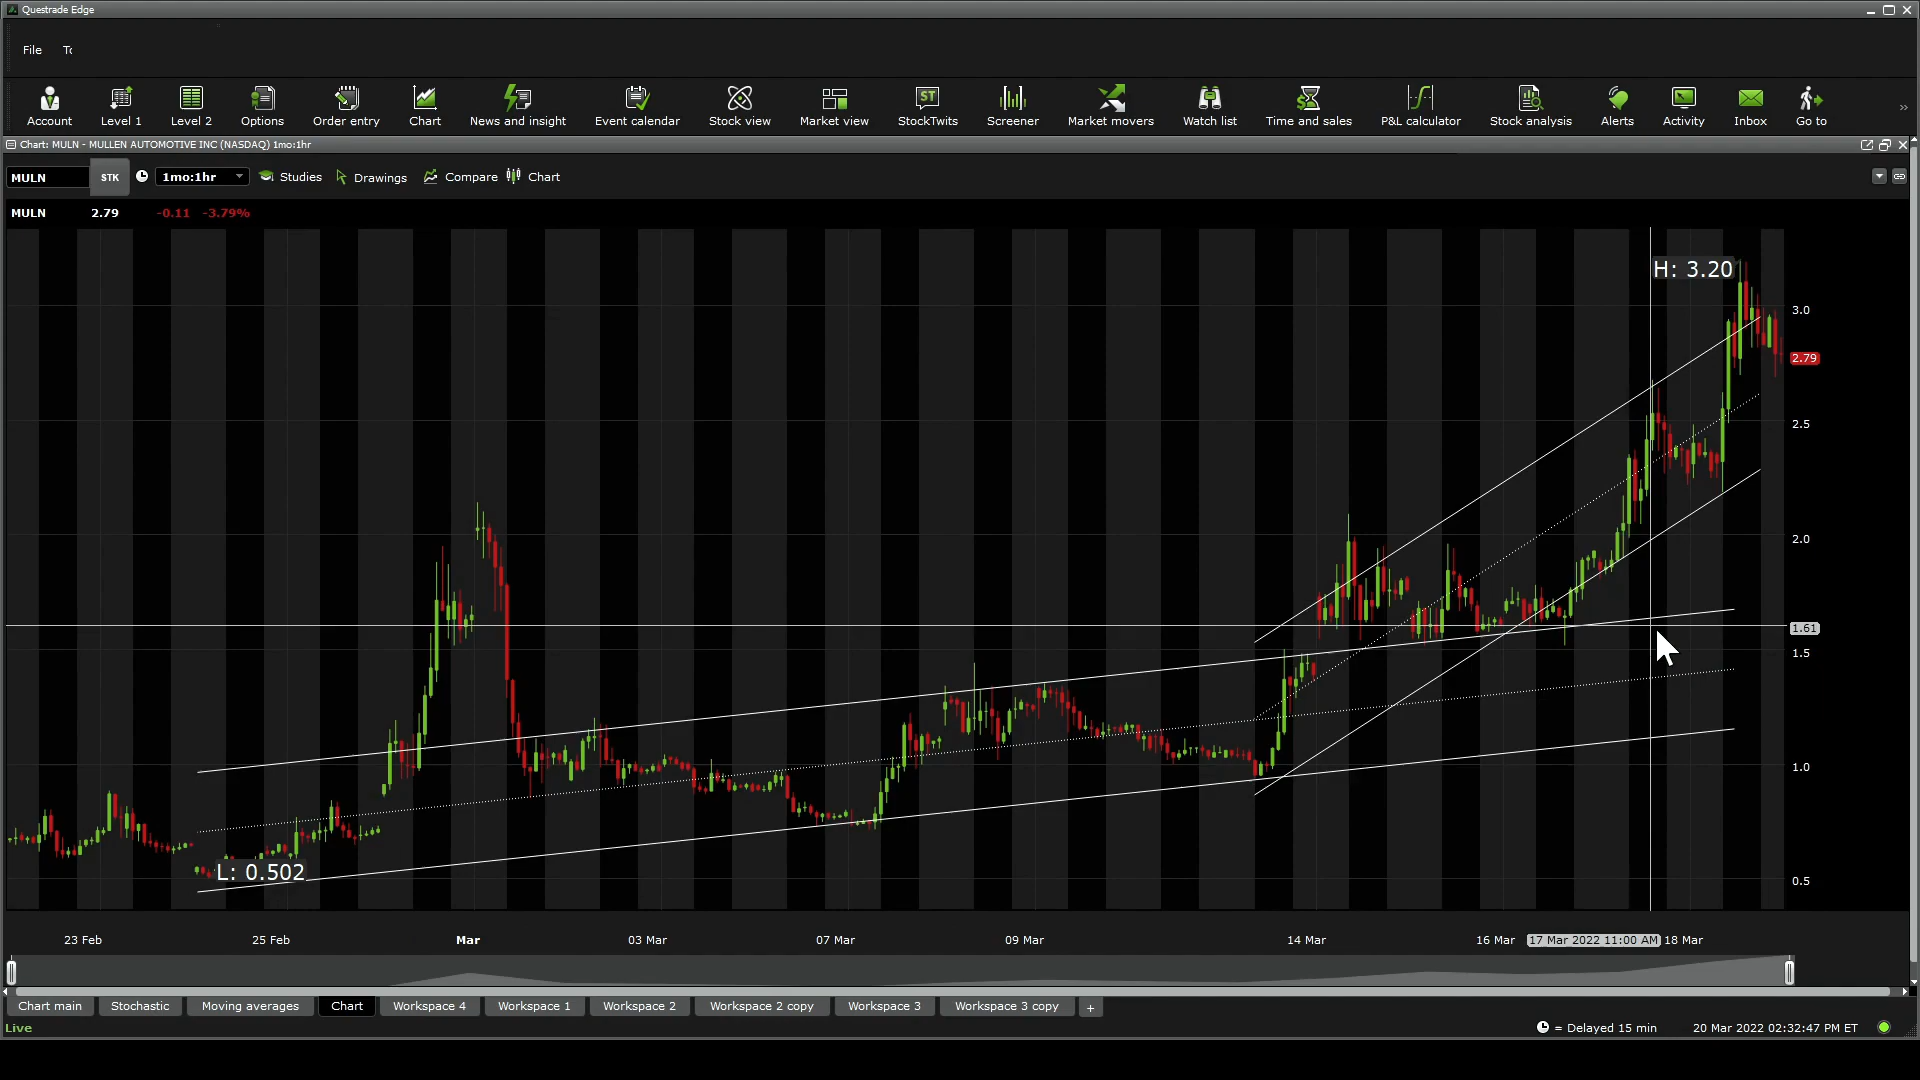 Questrade Edge
File
Account Level 1 Level 2 Options Order entry Chart News and insight Event calendar Stock view Market view StockTwits Screener Market movers Watch list Time and sales P&L calculator Stock analysis Alerts Activity Inbox Go to
ST
Chart: MULN - MULLEN AUTOMOTIVE INC (NASDAQ) 1mo:1hr
MULN STK 1mo:1hr Studies Drawings Compare Chart
MULN 2.79 -0.11 -3.79%
H: 3.20
3.0
2.79
2.5
2.0
1.61
1.5
1.0
L: 0.502
0.5
23 Feb 25 Feb Mar 03 Mar 07 Mar 09 Mar 14 Mar 16 Mar 17 Mar 2022 11:00 AM 18 Mar
Chart main Stochastic Moving averages Chart Workspace 4 Workspace 1 Workspace 2 Workspace 2 copy Workspace 3 Workspace 3 copy +
Live = Delayed 15 min 20 Mar 2022 02:32:47 PM ET